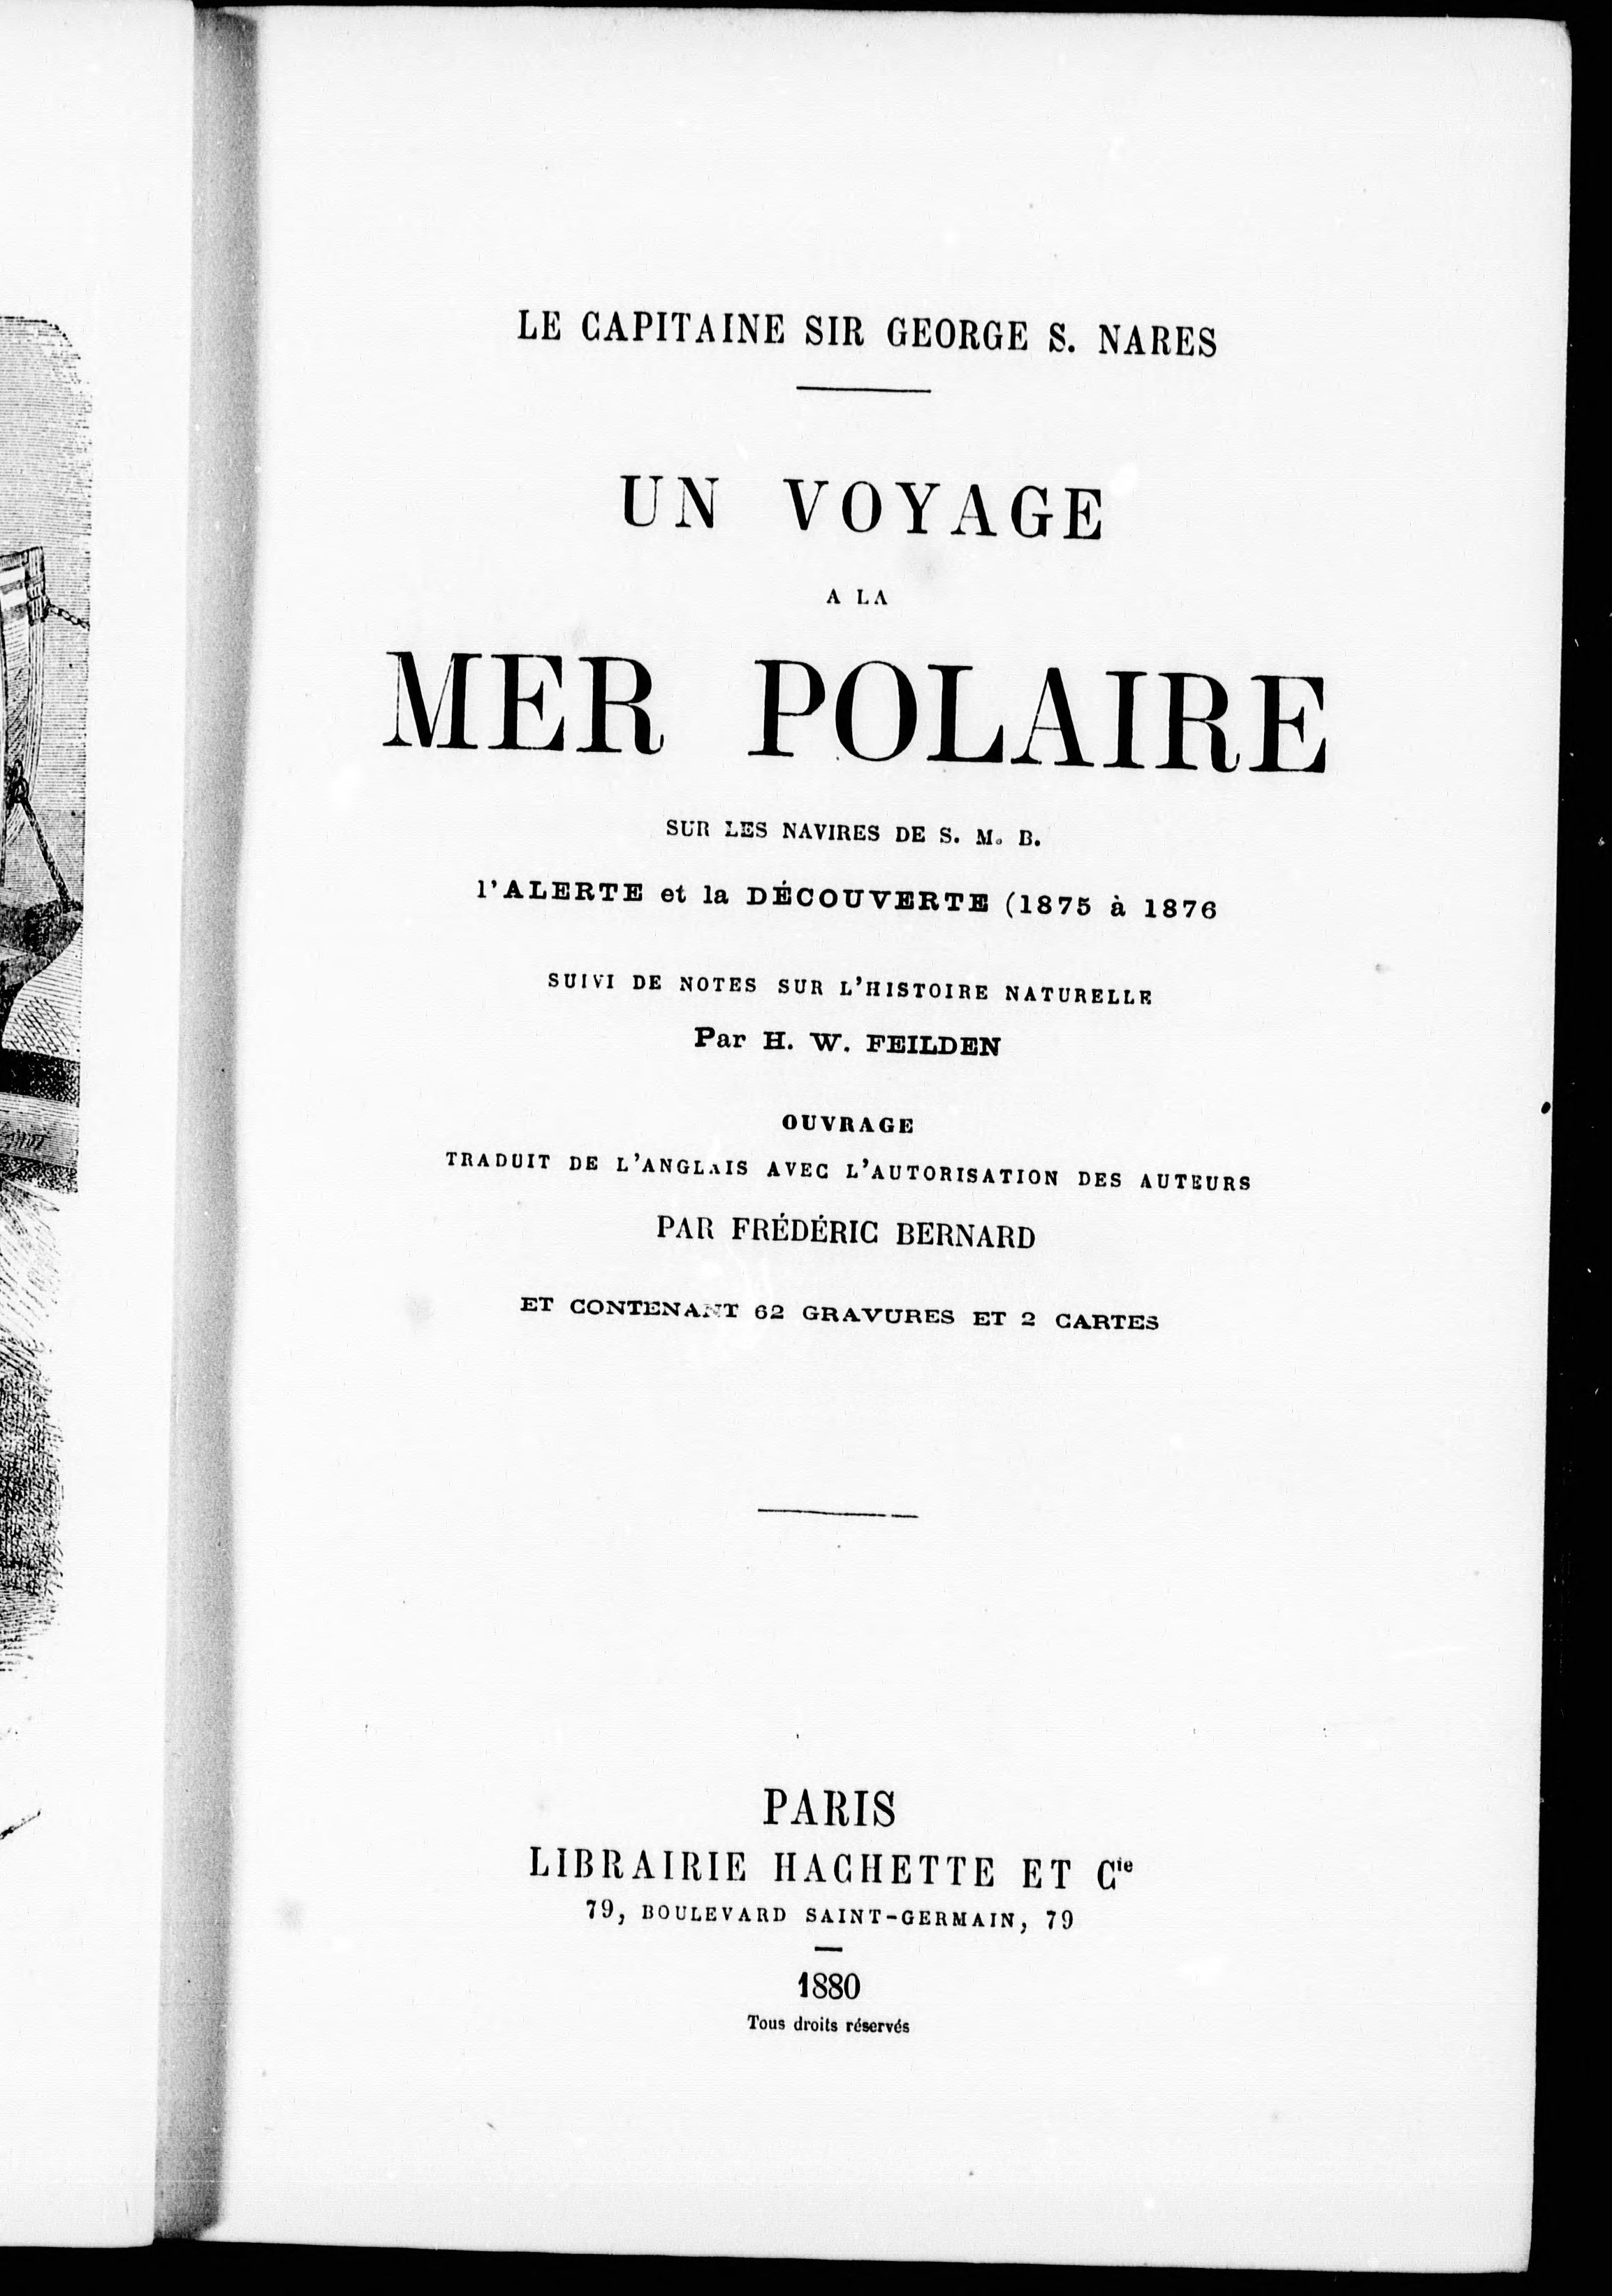 LE CAPITAINE SIR GEORGE S. NARES
UN VOYAGE
A LA
MER POLAIRE
SUR LES NAVIRES DE S. M. B.
l'ALERTE et la DÉCOUVERTE (1875 à 1876
SUIVI DE NOTES SUR L'HISTOIRE NATURELLE
Par H. W. FEILDEN
OUVRAGE
TRADUIT DE L'ANGLAIS AVEC L'AUTORISATION DES AUTEURS
PAR FRÉDÉRIC BERNARD
ET CONTENANT 62 GRAVURES ET 2 CARTES
PARIS
LIBRAIRIE HACHETTE ET Cie
79, BOULEVARD SAINT-GERMAIN, 79
1880
Tous droits réservés